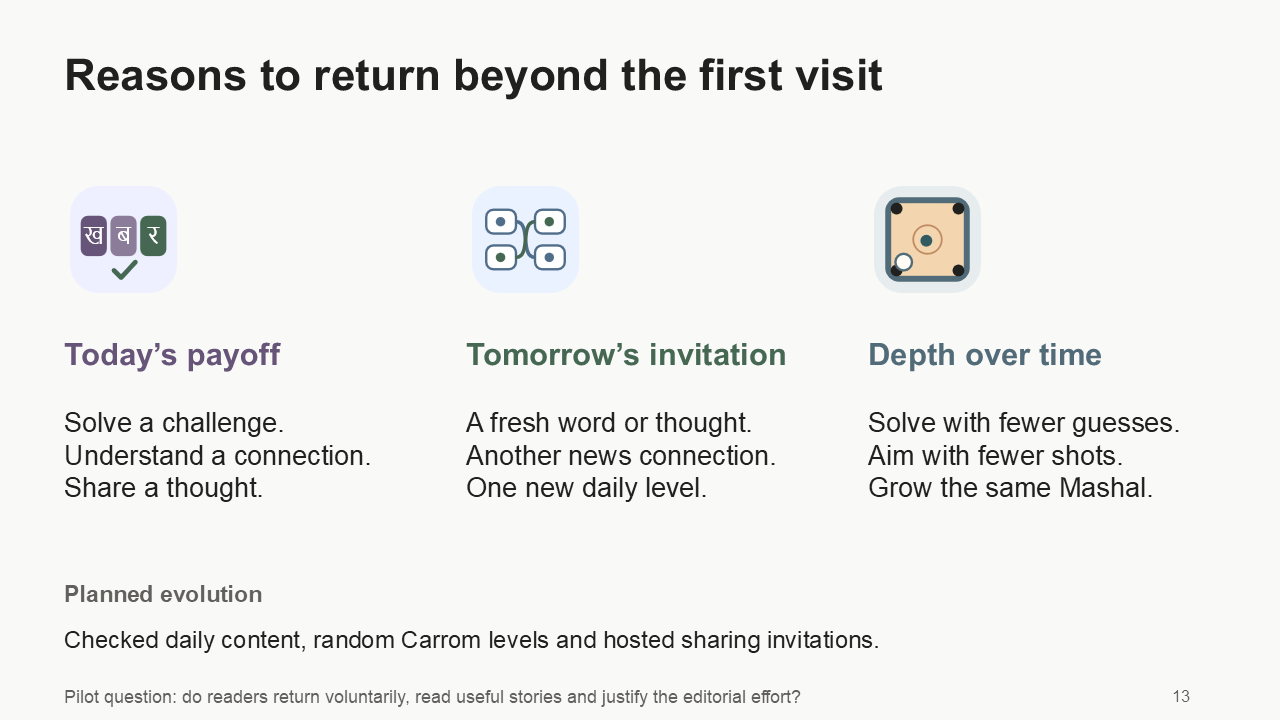 Reasons to return beyond the first visit
ख ब र
Today’s payoff
Solve a challenge.
Understand a connection.
Share a thought.
Tomorrow’s invitation
A fresh word or thought.
Another news connection.
One new daily level.
Depth over time
Solve with fewer guesses.
Aim with fewer shots.
Grow the same Mashal.
Planned evolution
Checked daily content, random Carrom levels and hosted sharing invitations.
Pilot question: do readers return voluntarily, read useful stories and justify the editorial effort?
13